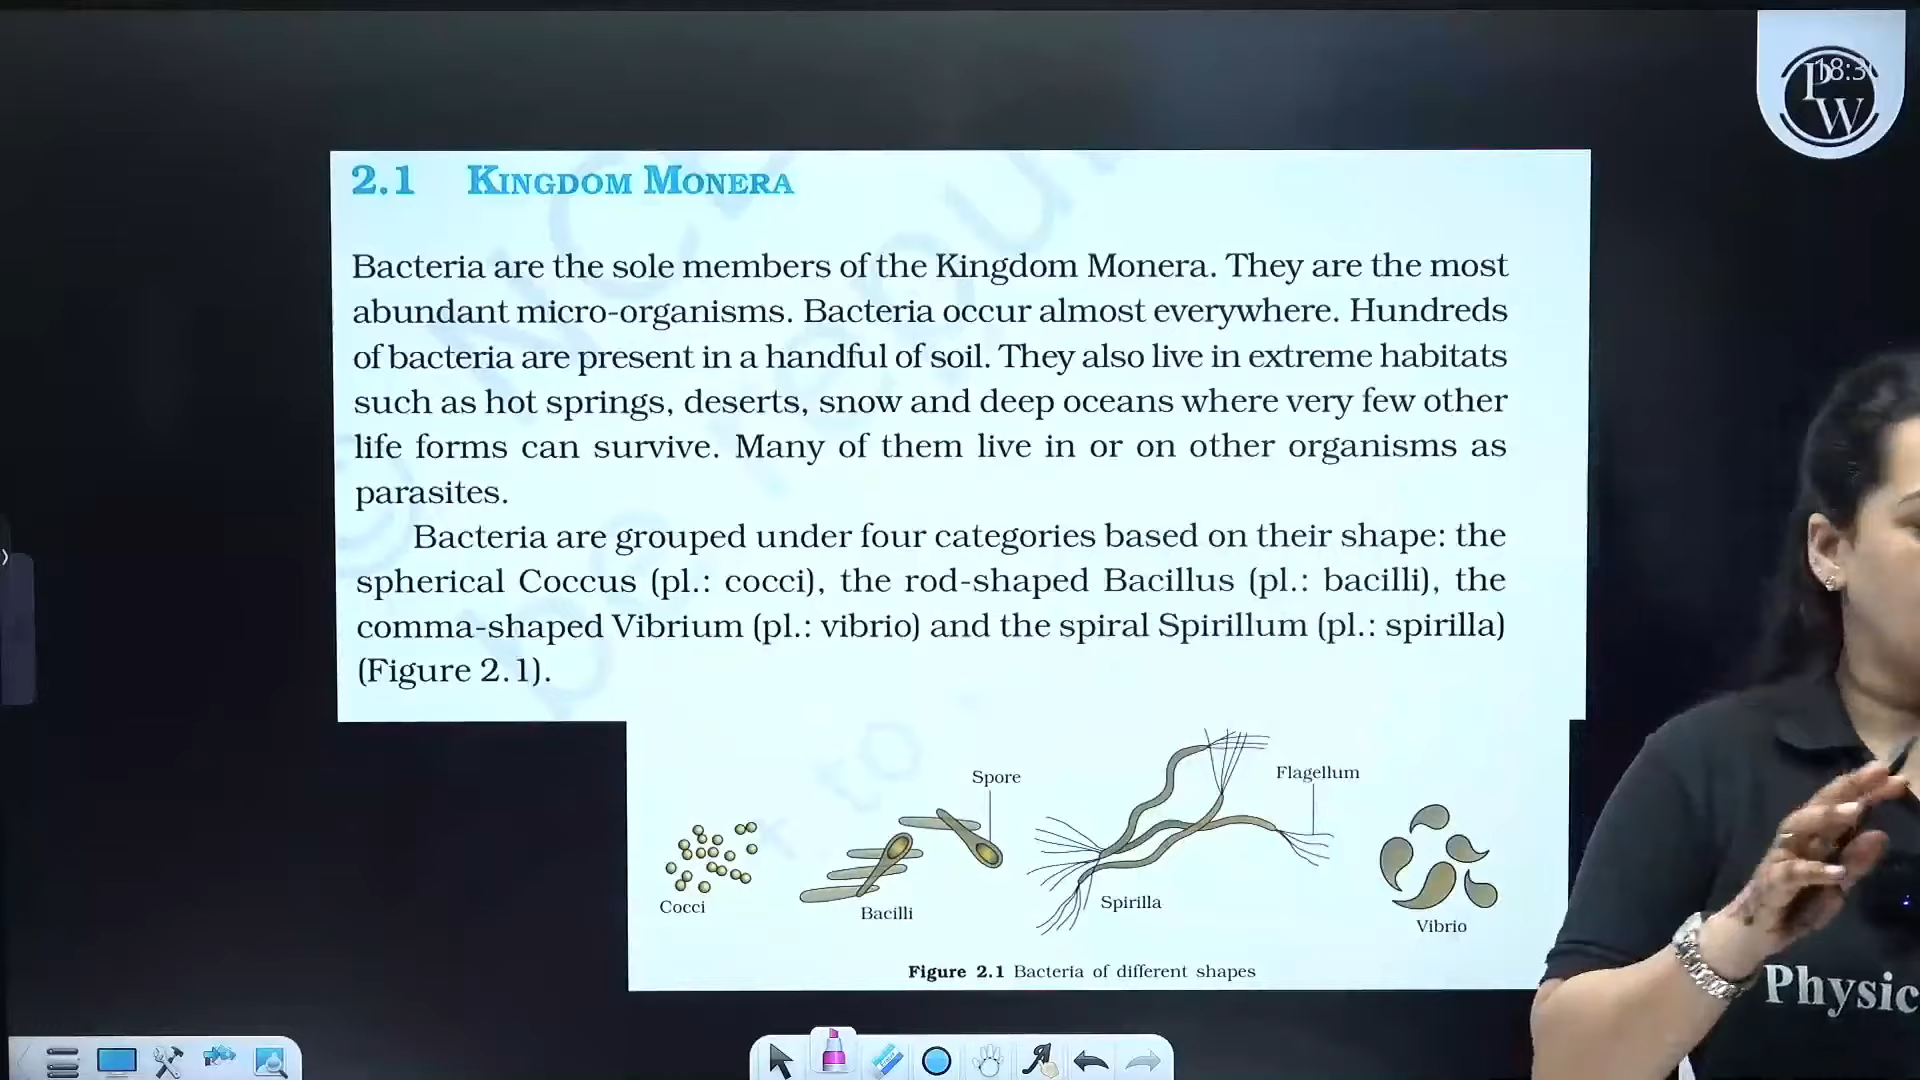 18:3
PW
2.1 KINGDOM MONERA
Bacteria are the sole members of the Kingdom Monera. They are the most
abundant micro-organisms. Bacteria occur almost everywhere. Hundreds
of bacteria are present in a handful of soil. They also live in extreme habitats
such as hot springs, deserts, snow and deep oceans where very few other
life forms can survive. Many of them live in or on other organisms as
parasites.
Bacteria are grouped under four categories based on their shape: the
spherical Coccus (pl.: cocci), the rod-shaped Bacillus (pl.: bacilli), the
comma-shaped Vibrium (pl.: vibrio) and the spiral Spirillum (pl.: spirilla)
(Figure 2.1).
Spore
Flagellum
Cocci
Bacilli
Spirilla
Vibrio
Figure 2.1 Bacteria of different shapes
Physic